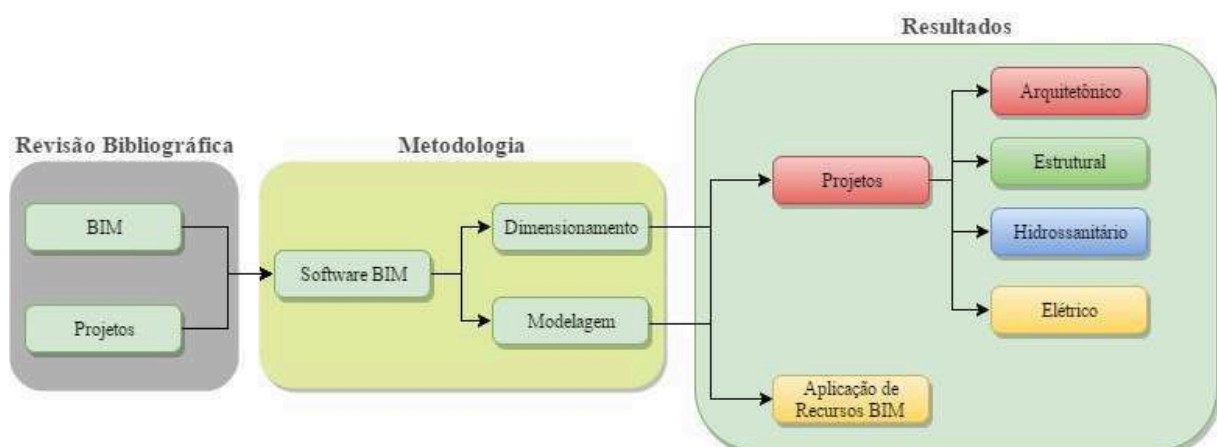 Revisão Bibliográfica
BIM
Projetos
Metodologia
Software BIM
Dimensionamento
Modelagem
Resultados
Projetos
Arquitetônico
Estrutural
Hidrossanitário
Elétrico
Aplicação de
Recursos BIM